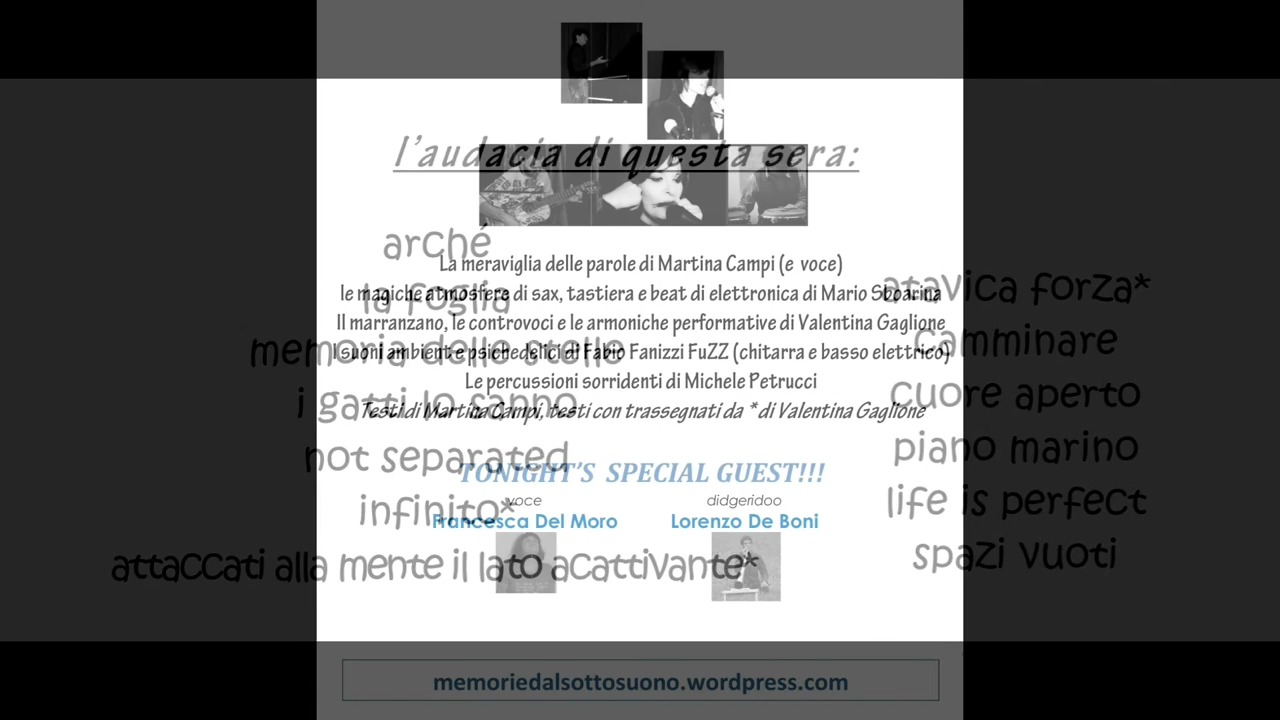 l'audacia di questa sera:
arché
la foglia
memoria delle stelle
i gatti lo sanno
not separated
infinito*
attaccati alla mente il lato acattivante*
atavica forza*
camminare
cuore aperto
piano marino
life is perfect
spazi vuoti
La meraviglia delle parole di Martina Campi (e voce)
le magiche atmosfere di sax, tastiera e beat di elettronica di Mario Sboarina
Il marranzano, le controvoci e le armoniche performative di Valentina Gaglione
I suoni ambient e psichedelici di Fabio Fanizzi FuZZ (chitarra e basso elettrico)
Le percussioni sorridenti di Michele Petrucci
Testi di Martina Campi, testi con trassegnati da * di Valentina Gaglione
TONIGHT'S SPECIAL GUEST!!!
voce
didgeridoo
Francesca Del Moro
Lorenzo De Boni
memoriedalsottosuono.wordpress.com